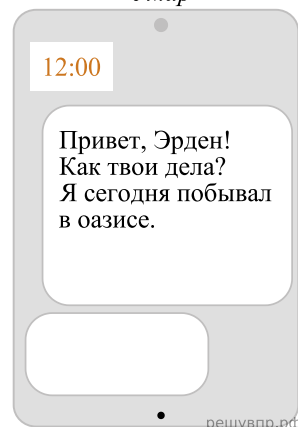 12:00
Привет, Эрден!
Как твои дела?
Я сегодня побывал
в оазисе.
решувпр.рф